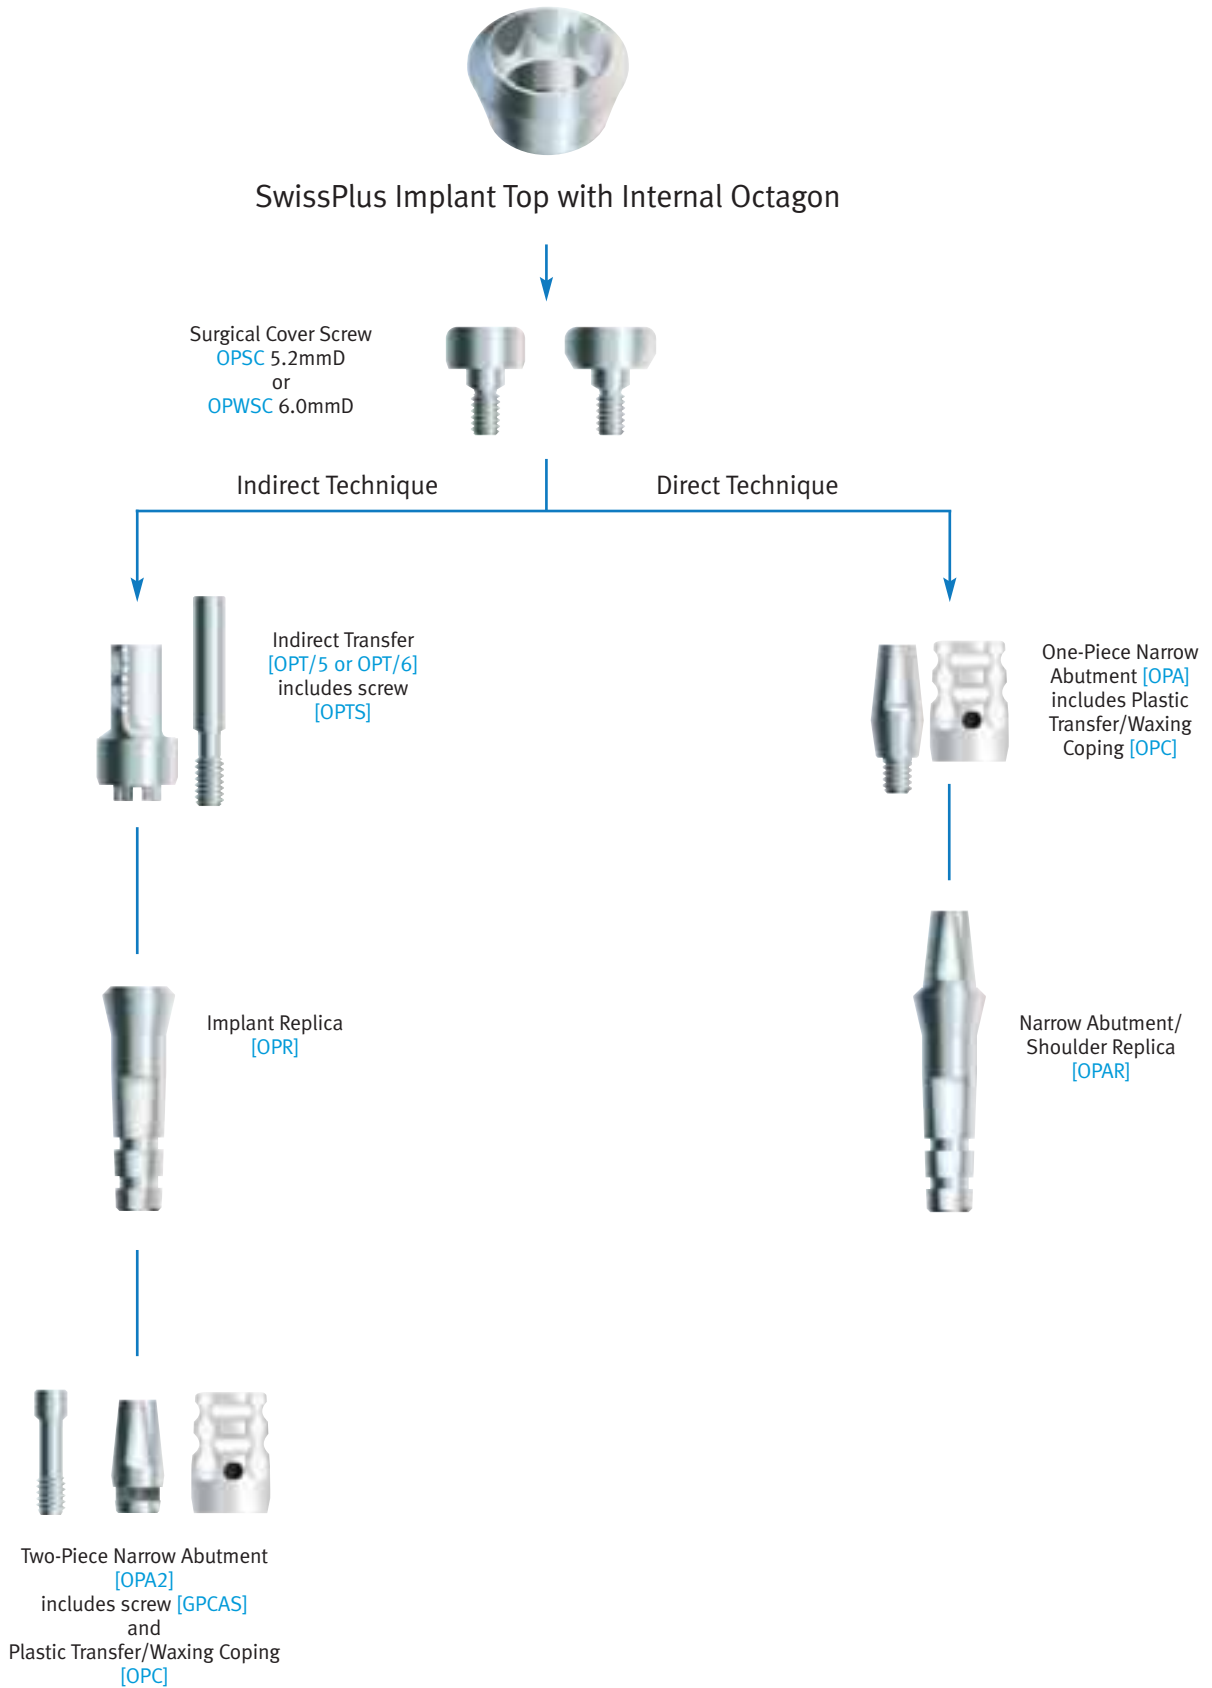 SwissPlus Implant Top with Internal Octagon
Surgical Cover Screw
OPSC 5.2mmD
or
OPWSC 6.0mmD
Indirect Technique
Direct Technique
Indirect Transfer
[OPT/5 or OPT/6]
includes screw
[OPTS]
One-Piece Narrow
Abutment [OPA]
includes Plastic
Transfer/Waxing
Coping [OPC]
Implant Replica
[OPR]
Narrow Abutment/
Shoulder Replica
[OPAR]
Two-Piece Narrow Abutment
[OPA2]
includes screw [GPCAS]
and
Plastic Transfer/Waxing Coping
[OPC]